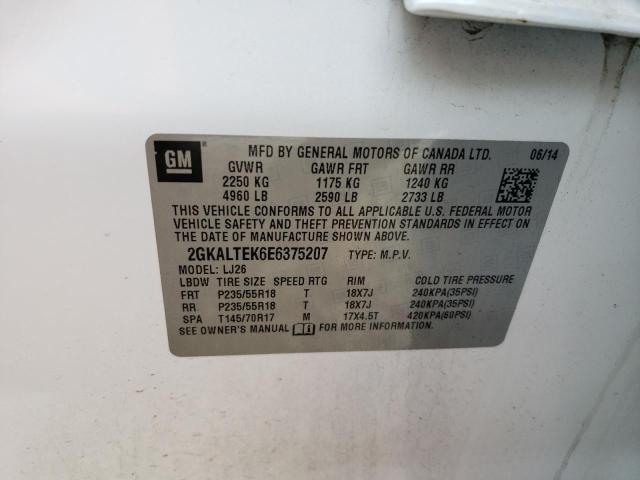 GM
MFD BY GENERAL MOTORS OF CANADA LTD. 06/14
GVWR GAWR FRT GAWR RR
2250 KG 1175 KG 1240 KG
4960 LB 2590 LB 2733 LB
THIS VEHICLE CONFORMS TO ALL APPLICABLE U.S. FEDERAL MOTOR
VEHICLE SAFETY AND THEFT PREVENTION STANDARDS IN EFFECT ON
THE DATE OF MANUFACTURE SHOWN ABOVE.
2GKALTEK6E6375207 TYPE: M.P.V.
MODEL: LJ26
LBDW TIRE SIZE SPEED RTG RIM COLD TIRE PRESSURE
FRT P235/55R18 T 18X7J 240KPA(35PSI)
RR P235/55R18 T 18X7J 240KPA(35PSI)
SPA T145/70R17 M 17X4.5T 420KPA(60PSI)
SEE OWNER'S MANUAL FOR MORE INFORMATION